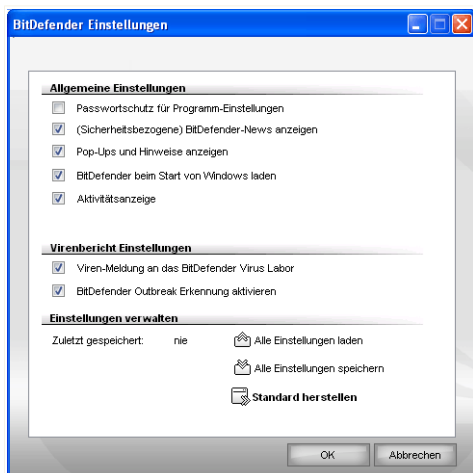 BitDefender Einstellungen
Allgemeine Einstellungen
Passwortschutz für Programm-Einstellungen
(Sicherheitsbezogene) BitDefender-News anzeigen
Pop-Ups und Hinweise anzeigen
BitDefender beim Start von Windows laden
Aktivitätsanzeige
Virenbericht Einstellungen
Viren-Meldung an das BitDefender Virus Labor
BitDefender Outbreak Erkennung aktivieren
Einstellungen verwalten
Zuletzt gespeichert: nie Alle Einstellungen laden
Alle Einstellungen speichern
Standard herstellen
OK Abbrechen